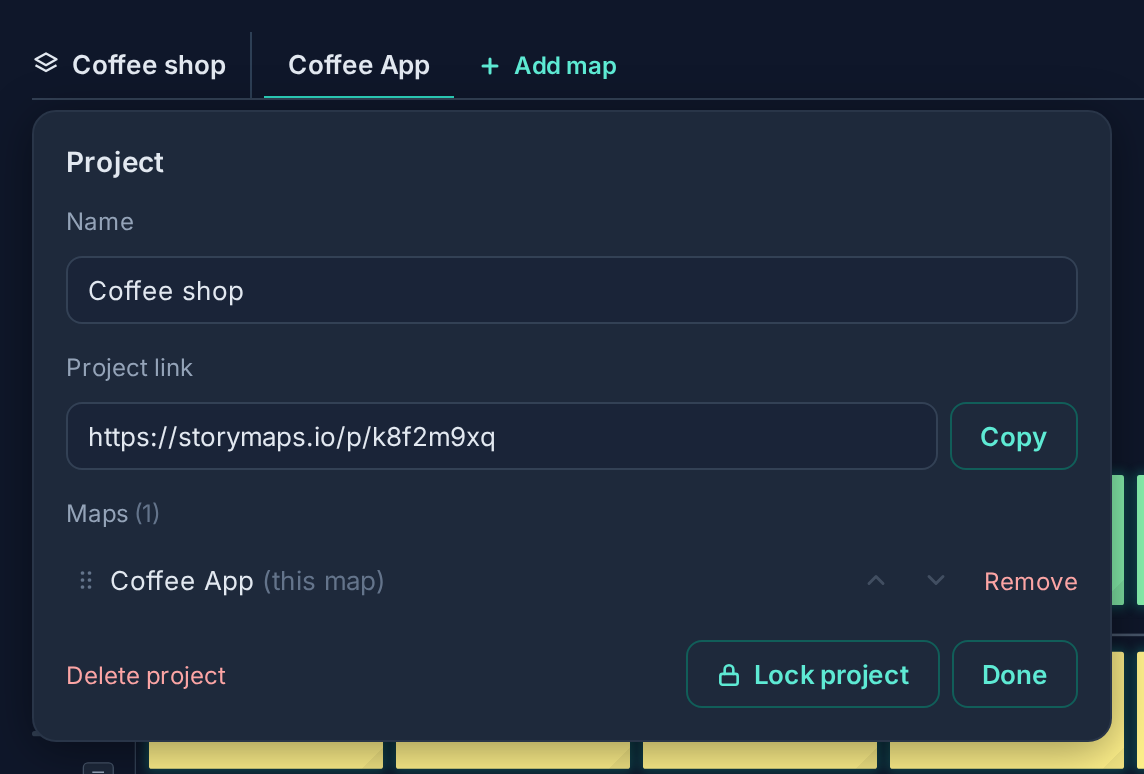 Coffee shop
Coffee App
+ Add map
Project
Name
Coffee shop
Project link
https://storymaps.io/p/k8f2m9xq
Copy
Maps (1)
Coffee App (this map)
Remove
Delete project
Lock project
Done